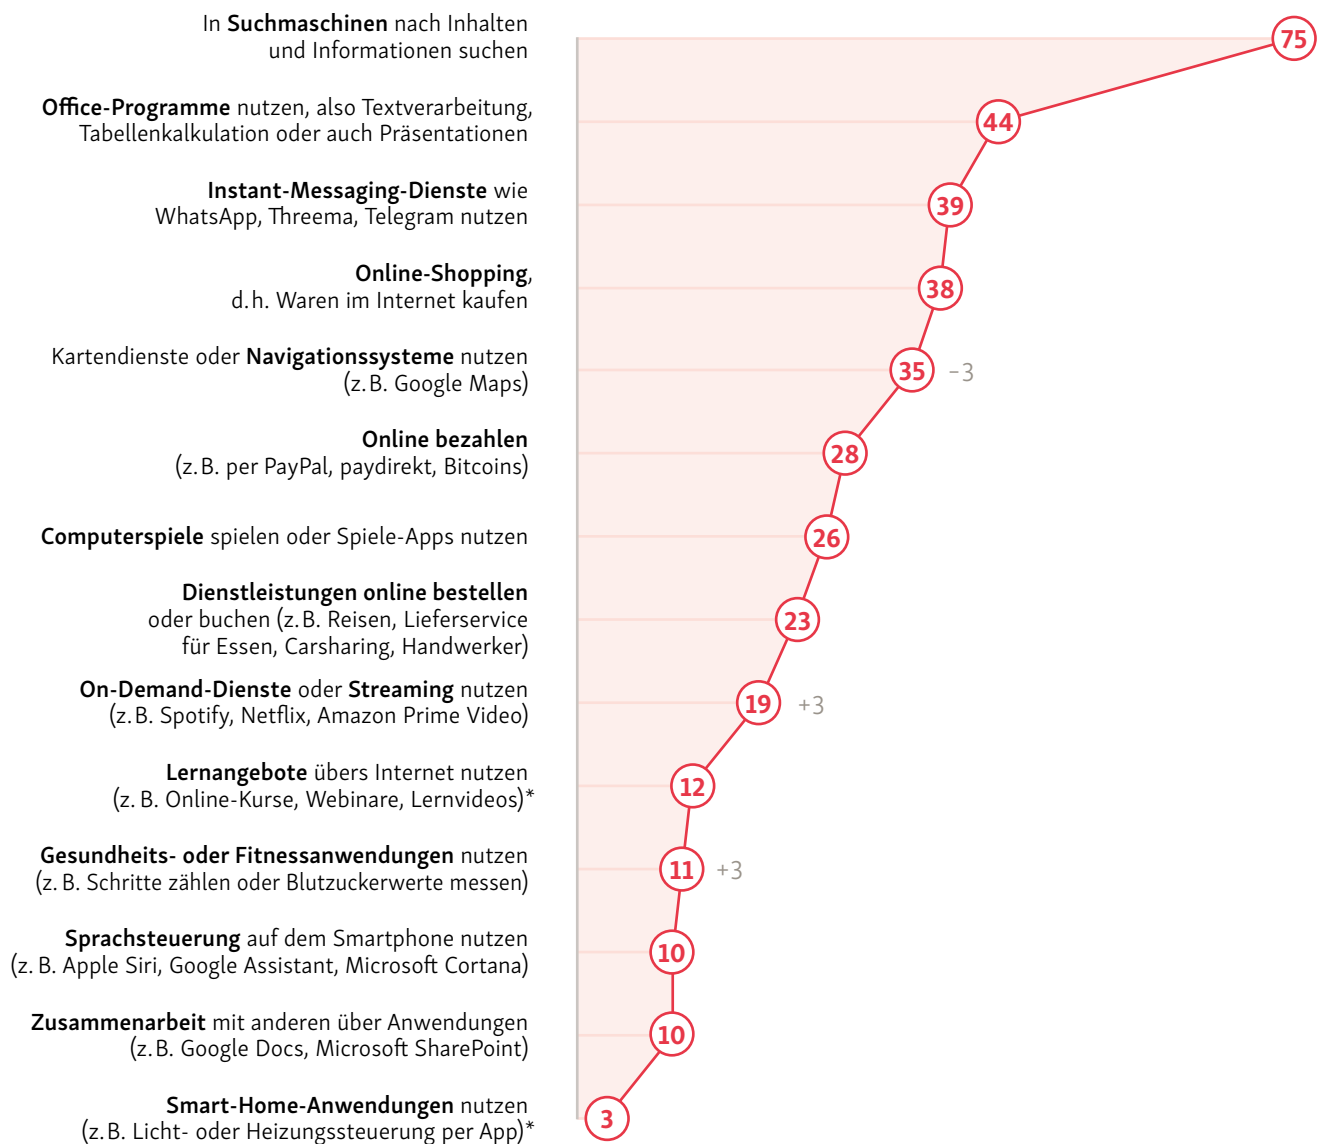 In Suchmaschinen nach Inhalten
und Informationen suchen
75
Office-Programme nutzen, also Textverarbeitung,
Tabellenkalkulation oder auch Präsentationen
44
Instant-Messaging-Dienste wie
WhatsApp, Threema, Telegram nutzen
39
Online-Shopping,
d.h. Waren im Internet kaufen
38
Kartendienste oder Navigationssysteme nutzen
(z.B. Google Maps)
35 −3
Online bezahlen
(z.B. per PayPal, paydirekt, Bitcoins)
28
Computerspiele spielen oder Spiele-Apps nutzen
26
Dienstleistungen online bestellen
oder buchen (z.B. Reisen, Lieferservice
für Essen, Carsharing, Handwerker)
23
On-Demand-Dienste oder Streaming nutzen
(z.B. Spotify, Netflix, Amazon Prime Video)
19 +3
Lernangebote übers Internet nutzen
(z.B. Online-Kurse, Webinare, Lernvideos)*
12
Gesundheits- oder Fitnessanwendungen nutzen
(z.B. Schritte zählen oder Blutzuckerwerte messen)
11 +3
Sprachsteuerung auf dem Smartphone nutzen
(z.B. Apple Siri, Google Assistant, Microsoft Cortana)
10
Zusammenarbeit mit anderen über Anwendungen
(z.B. Google Docs, Microsoft SharePoint)
10
Smart-Home-Anwendungen nutzen
(z.B. Licht- oder Heizungssteuerung per App)*
3